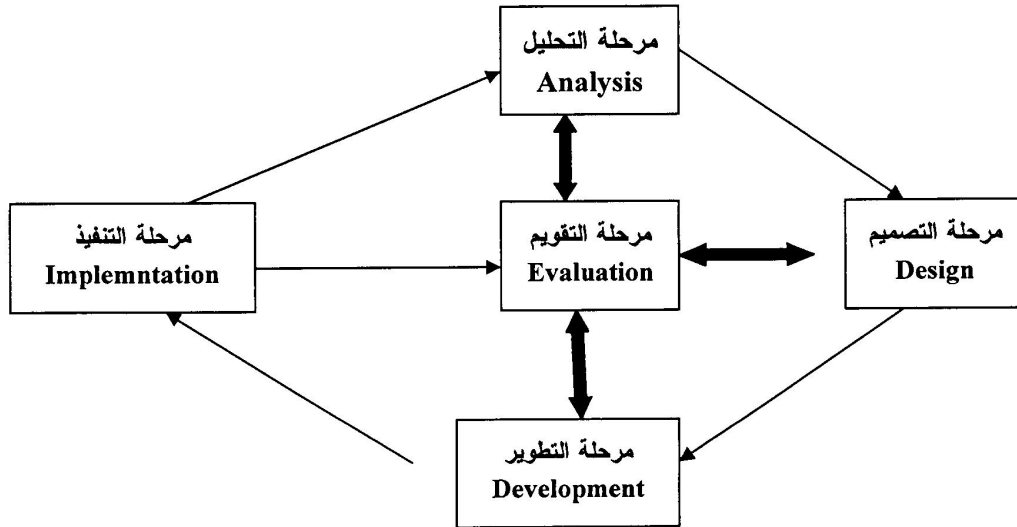 مرحلة التحليل
Analysis
مرحلة التنفيذ
Implemntation
مرحلة التقويم
Evaluation
مرحلة التصميم
Design
مرحلة التطوير
Development